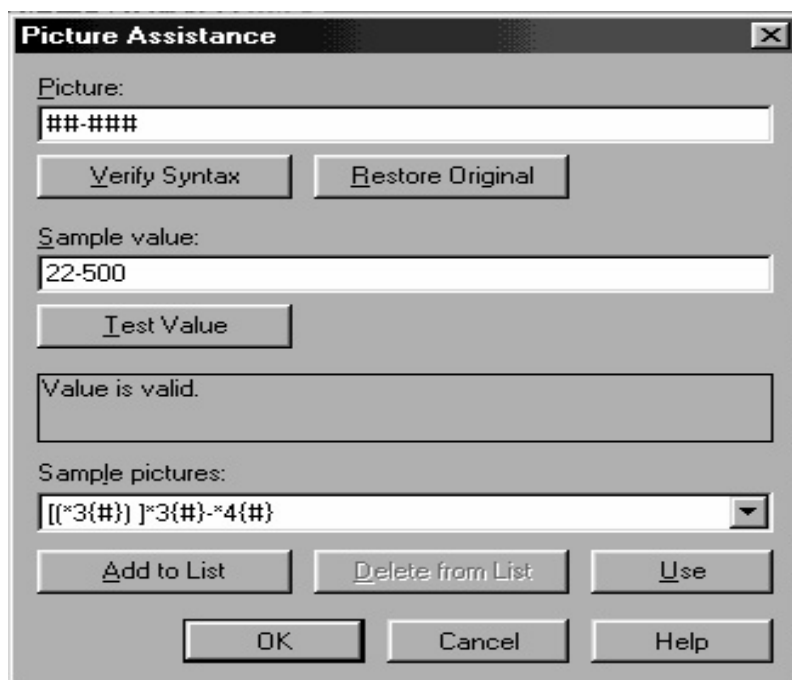 Picture Assistance
Picture:
##-###
Verify Syntax Restore Original
Sample value:
22-500
Test Value
Value is valid.
Sample pictures:
[(*3{#}) ]*3{#}-*4{#}
Add to List Delete from List Use
OK Cancel Help